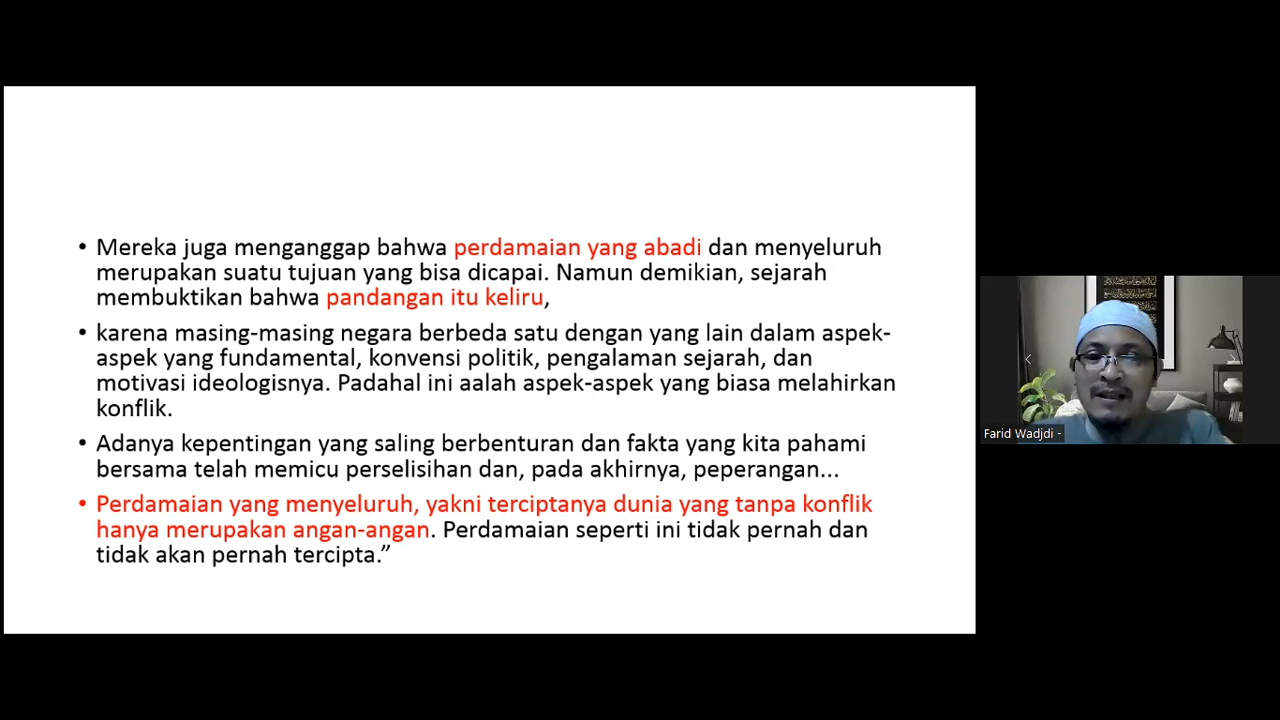 • Mereka juga menganggap bahwa perdamaian yang abadi dan menyeluruh
merupakan suatu tujuan yang bisa dicapai. Namun demikian, sejarah
membuktikan bahwa pandangan itu keliru,
• karena masing-masing negara berbeda satu dengan yang lain dalam aspek-
aspek yang fundamental, konvensi politik, pengalaman sejarah, dan
motivasi ideologisnya. Padahal ini aalah aspek-aspek yang biasa melahirkan
konflik.
• Adanya kepentingan yang saling berbenturan dan fakta yang kita pahami
bersama telah memicu perselisihan dan, pada akhirnya, peperangan...
• Perdamaian yang menyeluruh, yakni terciptanya dunia yang tanpa konflik
hanya merupakan angan-angan. Perdamaian seperti ini tidak pernah dan
tidak akan pernah tercipta.”
Farid Wadjdi -